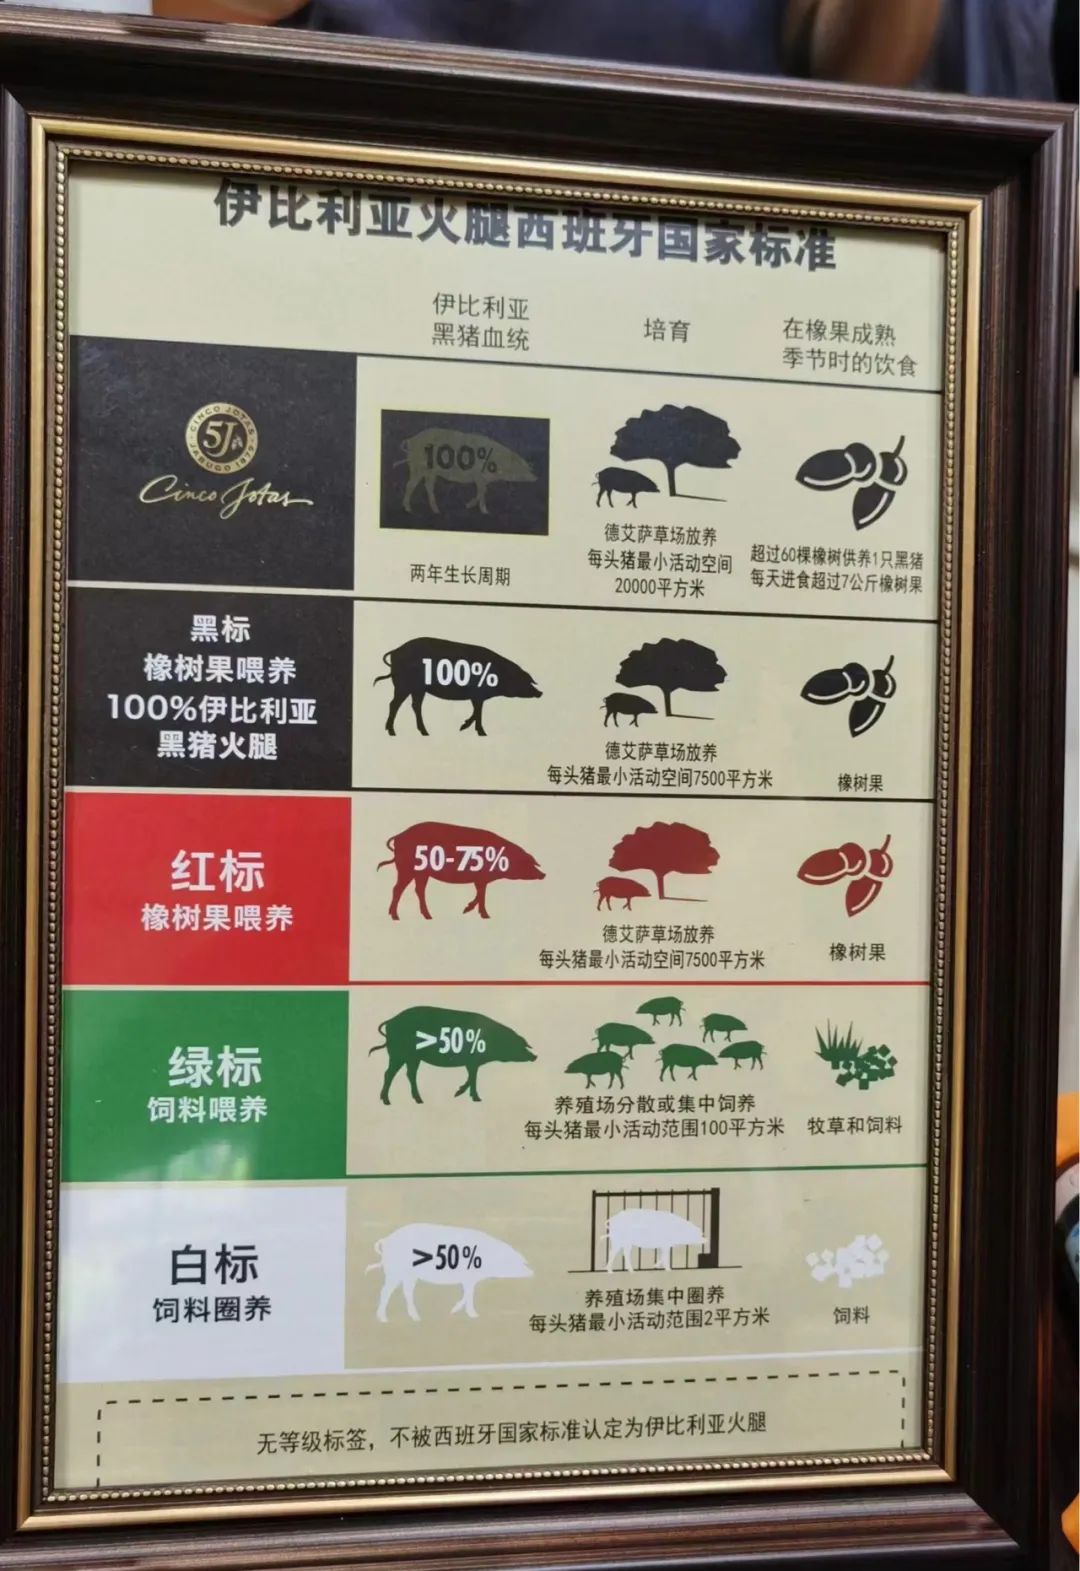 伊比利亚火腿西班牙国家标准
伊比利亚
黑猪血统
培育
在橡果成熟
季节时的饮食
CINCO JOTAS
5J
JABUGO 1879
Cinco Jotas
100%
两年生长周期
德艾萨草场放养
每头猪最小活动空间
20000平方米
超过60棵橡树供养1只黑猪
每天进食超过7公斤橡树果
黑标
橡树果喂养
100%伊比利亚
黑猪火腿
100%
德艾萨草场放养
每头猪最小活动空间7500平方米
橡树果
红标
橡树果喂养
50-75%
德艾萨草场放养
每头猪最小活动空间7500平方米
橡树果
绿标
饲料喂养
>50%
养殖场分散或集中饲养
每头猪最小活动范围100平方米
牧草和饲料
白标
饲料圈养
>50%
养殖场集中圈养
每头猪最小活动范围2平方米
饲料
无等级标签，不被西班牙国家标准认定为伊比利亚火腿